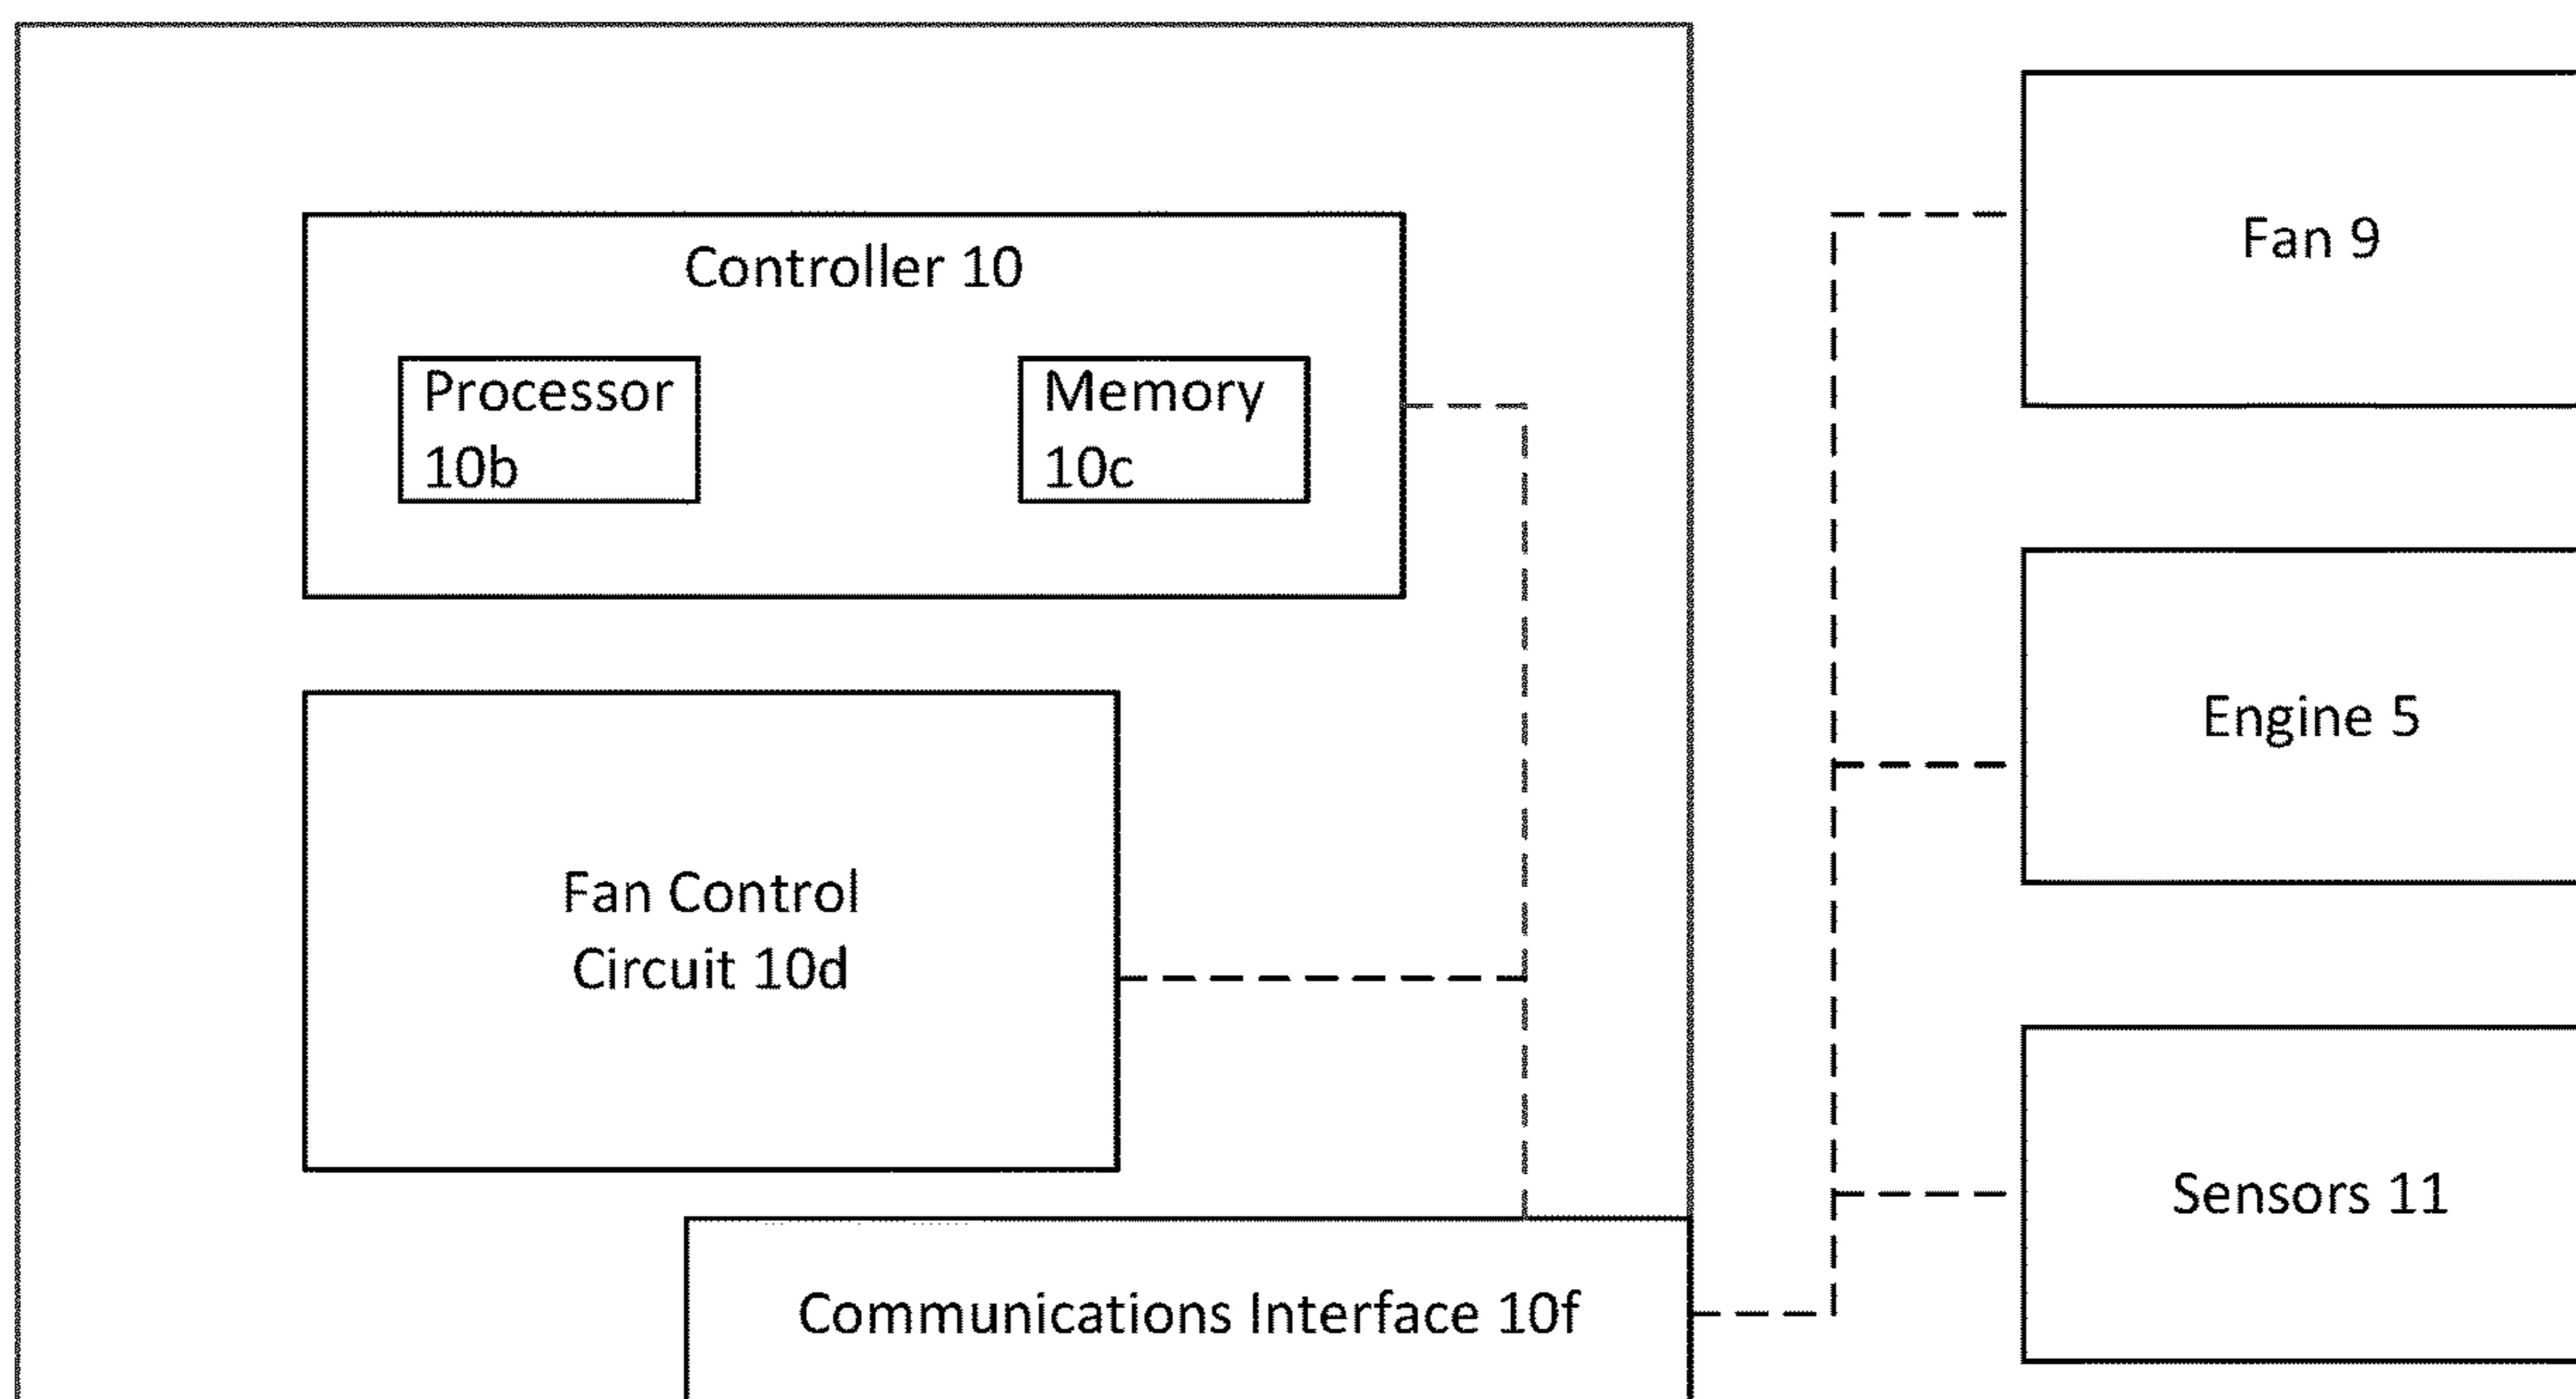 Controller 10
Processor
10b
Memory
10c
Fan Control
Circuit 10d
Communications Interface 10f
Fan 9
Engine 5
Sensors 11